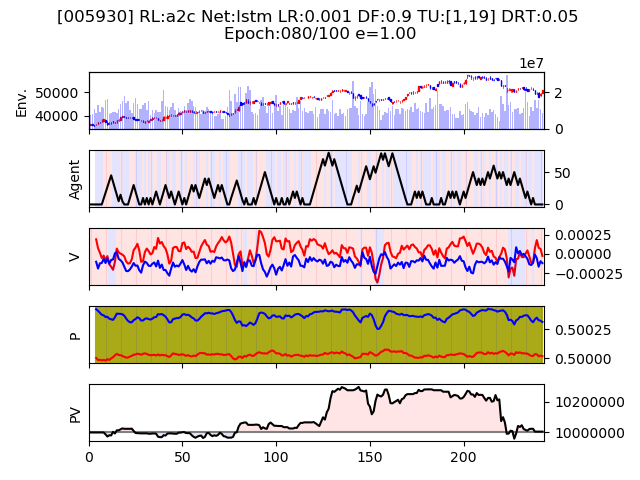 [005930] RL:a2c Net:lstm LR:0.001 DF:0.9 TU:[1,19] DRT:0.05
Epoch:080/100 e=1.00
1e7
Env.
50000
40000
2
0
Agent
50
0
V
0.00025
0.00000
−0.00025
P
0.50025
0.50000
PV
10200000
10000000
0
50
100
150
200